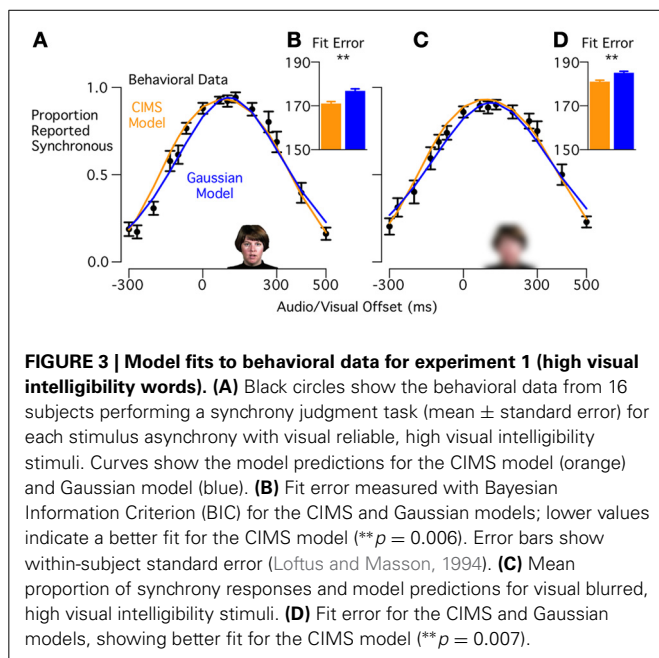 A
B
Fit Error
**
C
D
Fit Error
**
190
170
150
190
170
150
1.0
0.5
0.0
Proportion
Reported
Synchronous
Behavioral Data
CIMS
Model
Gaussian
Model
-300
0
300
500
-300
0
300
500
Audio/Visual Offset (ms)
FIGURE 3 | Model fits to behavioral data for experiment 1 (high visual
intelligibility words). (A) Black circles show the behavioral data from 16
subjects performing a synchrony judgment task (mean ± standard error) for
each stimulus asynchrony with visual reliable, high visual intelligibility
stimuli. Curves show the model predictions for the CIMS model (orange)
and Gaussian model (blue). (B) Fit error measured with Bayesian
Information Criterion (BIC) for the CIMS and Gaussian models; lower values
indicate a better fit for the CIMS model (**p = 0.006). Error bars show
within-subject standard error (Loftus and Masson, 1994). (C) Mean
proportion of synchrony responses and model predictions for visual blurred,
high visual intelligibility stimuli. (D) Fit error for the CIMS and Gaussian
models, showing better fit for the CIMS model (**p = 0.007).